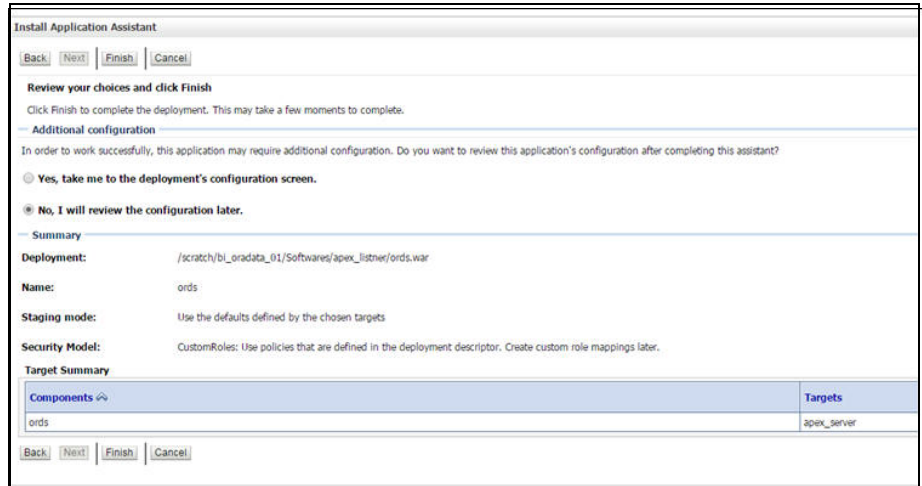 Install Application Assistant
Back Next Finish Cancel
Review your choices and click Finish
Click Finish to complete the deployment. This may take a few moments to complete.
Additional configuration
In order to work successfully, this application may require additional configuration. Do you want to review this application's configuration after completing this assistant?
Yes, take me to the deployment's configuration screen.
No, I will review the configuration later.
Summary
Deployment: /scratch/bi_oradata_01/Softwares/apex_listner/ords.war
Name: ords
Staging mode: Use the defaults defined by the chosen targets
Security Model: CustomRoles: Use policies that are defined in the deployment descriptor. Create custom role mappings later.
Target Summary
Components Targets
ords apex_server
Back Next Finish Cancel